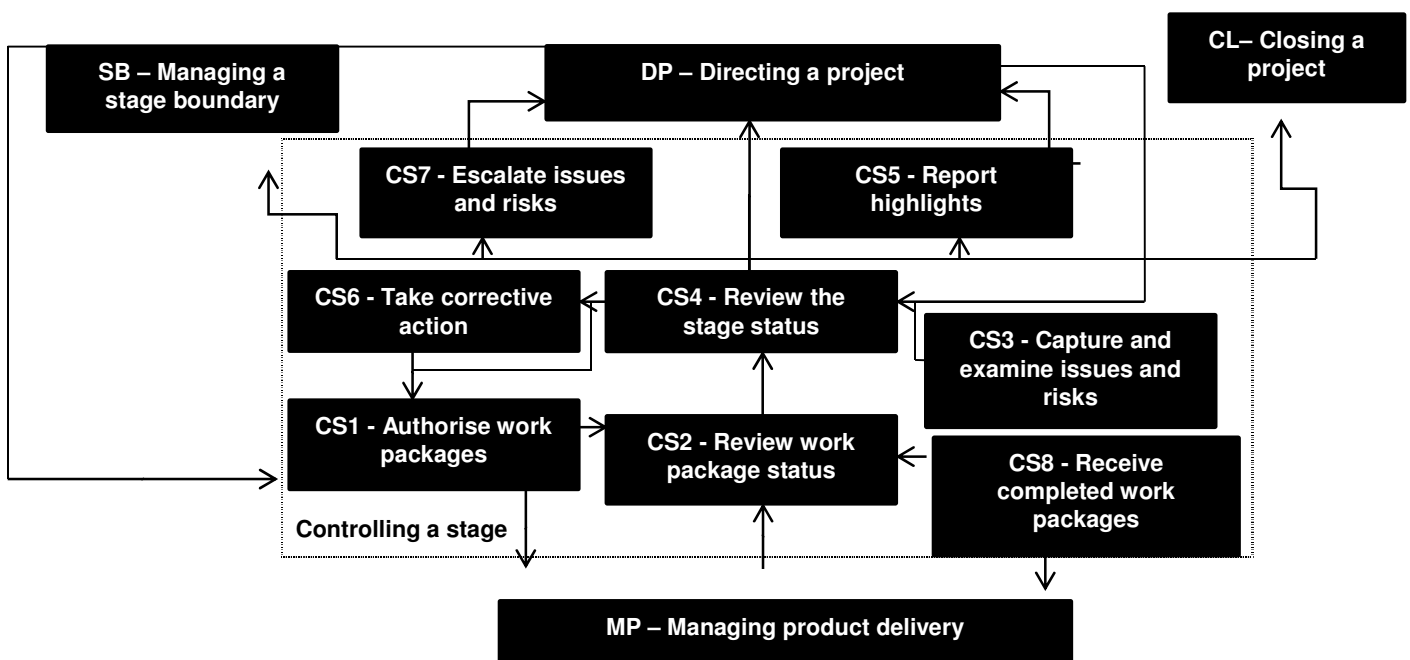 SB – Managing a
stage boundary
DP – Directing a project
CL– Closing a
project
CS7 - Escalate issues
and risks
CS5 - Report
highlights
CS6 - Take corrective
action
CS4 - Review the
stage status
CS3 - Capture and
examine issues and
risks
CS1 - Authorise work
packages
CS2 - Review work
package status
CS8 - Receive
completed work
packages
Controlling a stage
MP – Managing product delivery